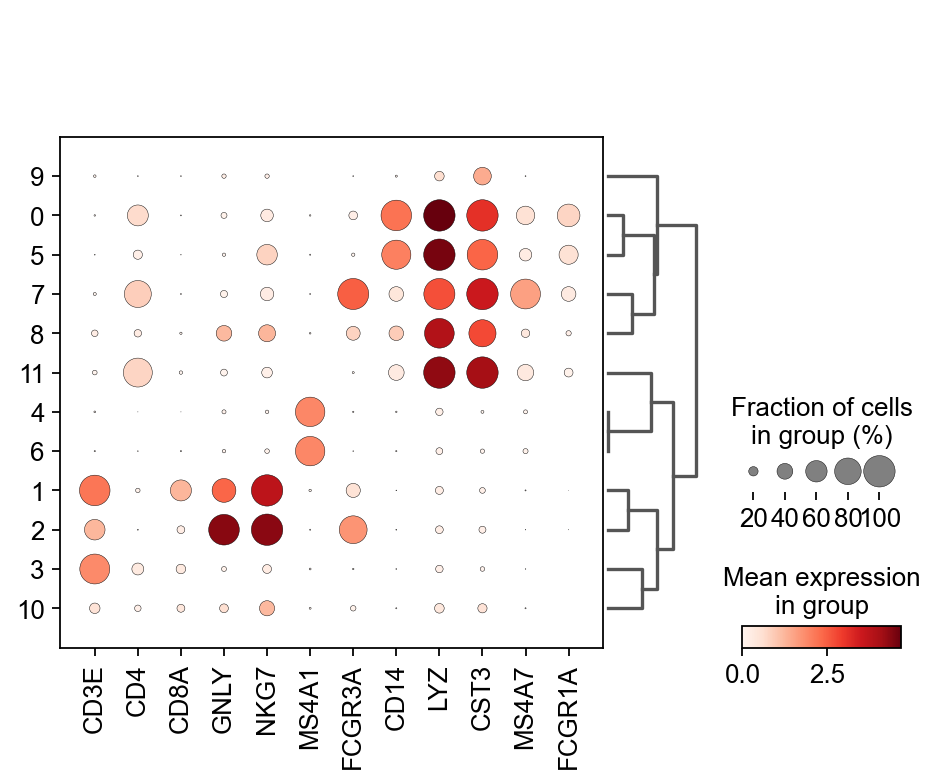 9
0
5
7
8
11
4
6
1
2
3
10
CD3E
CD4
CD8A
GNLY
NKG7
MS4A1
FCGR3A
CD14
LYZ
CST3
MS4A7
FCGR1A
Fraction of cells
in group (%)
20 40 60 80 100
Mean expression
in group
0.0 2.5